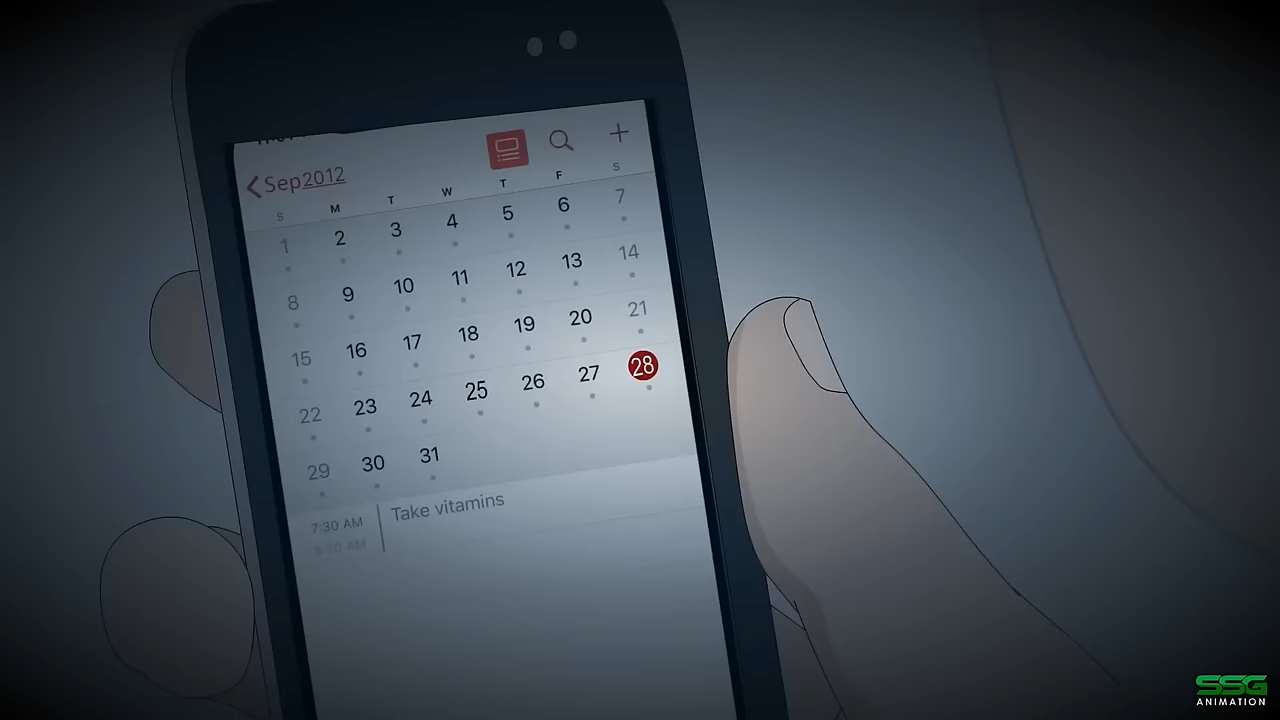 Sep2012
S M T W T F S
1 2 3 4 5 6 7
8 9 10 11 12 13 14
15 16 17 18 19 20 21
22 23 24 25 26 27 28
29 30 31
7:30 AM Take vitamins
SSG
ANIMATION